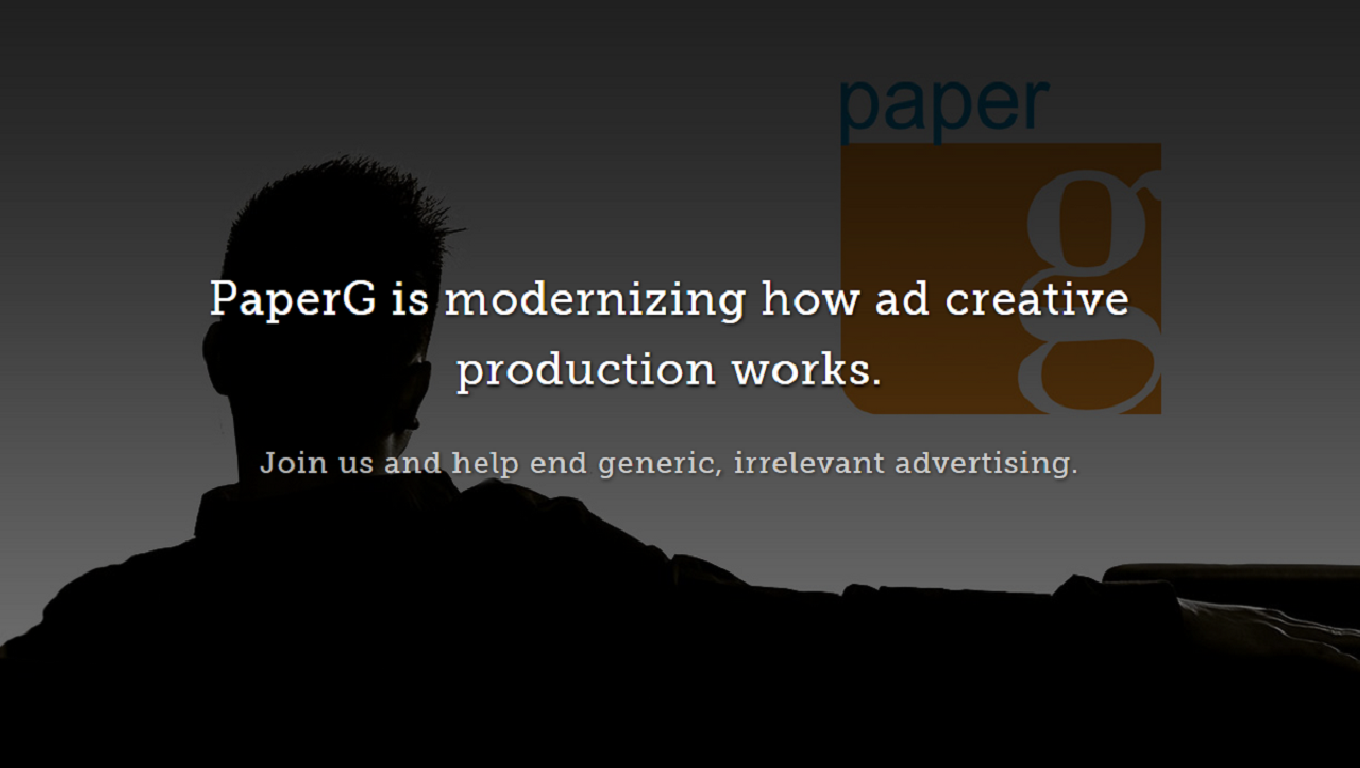 paper
g
PaperG is modernizing how ad creative
production works.
Join us and help end generic, irrelevant advertising.